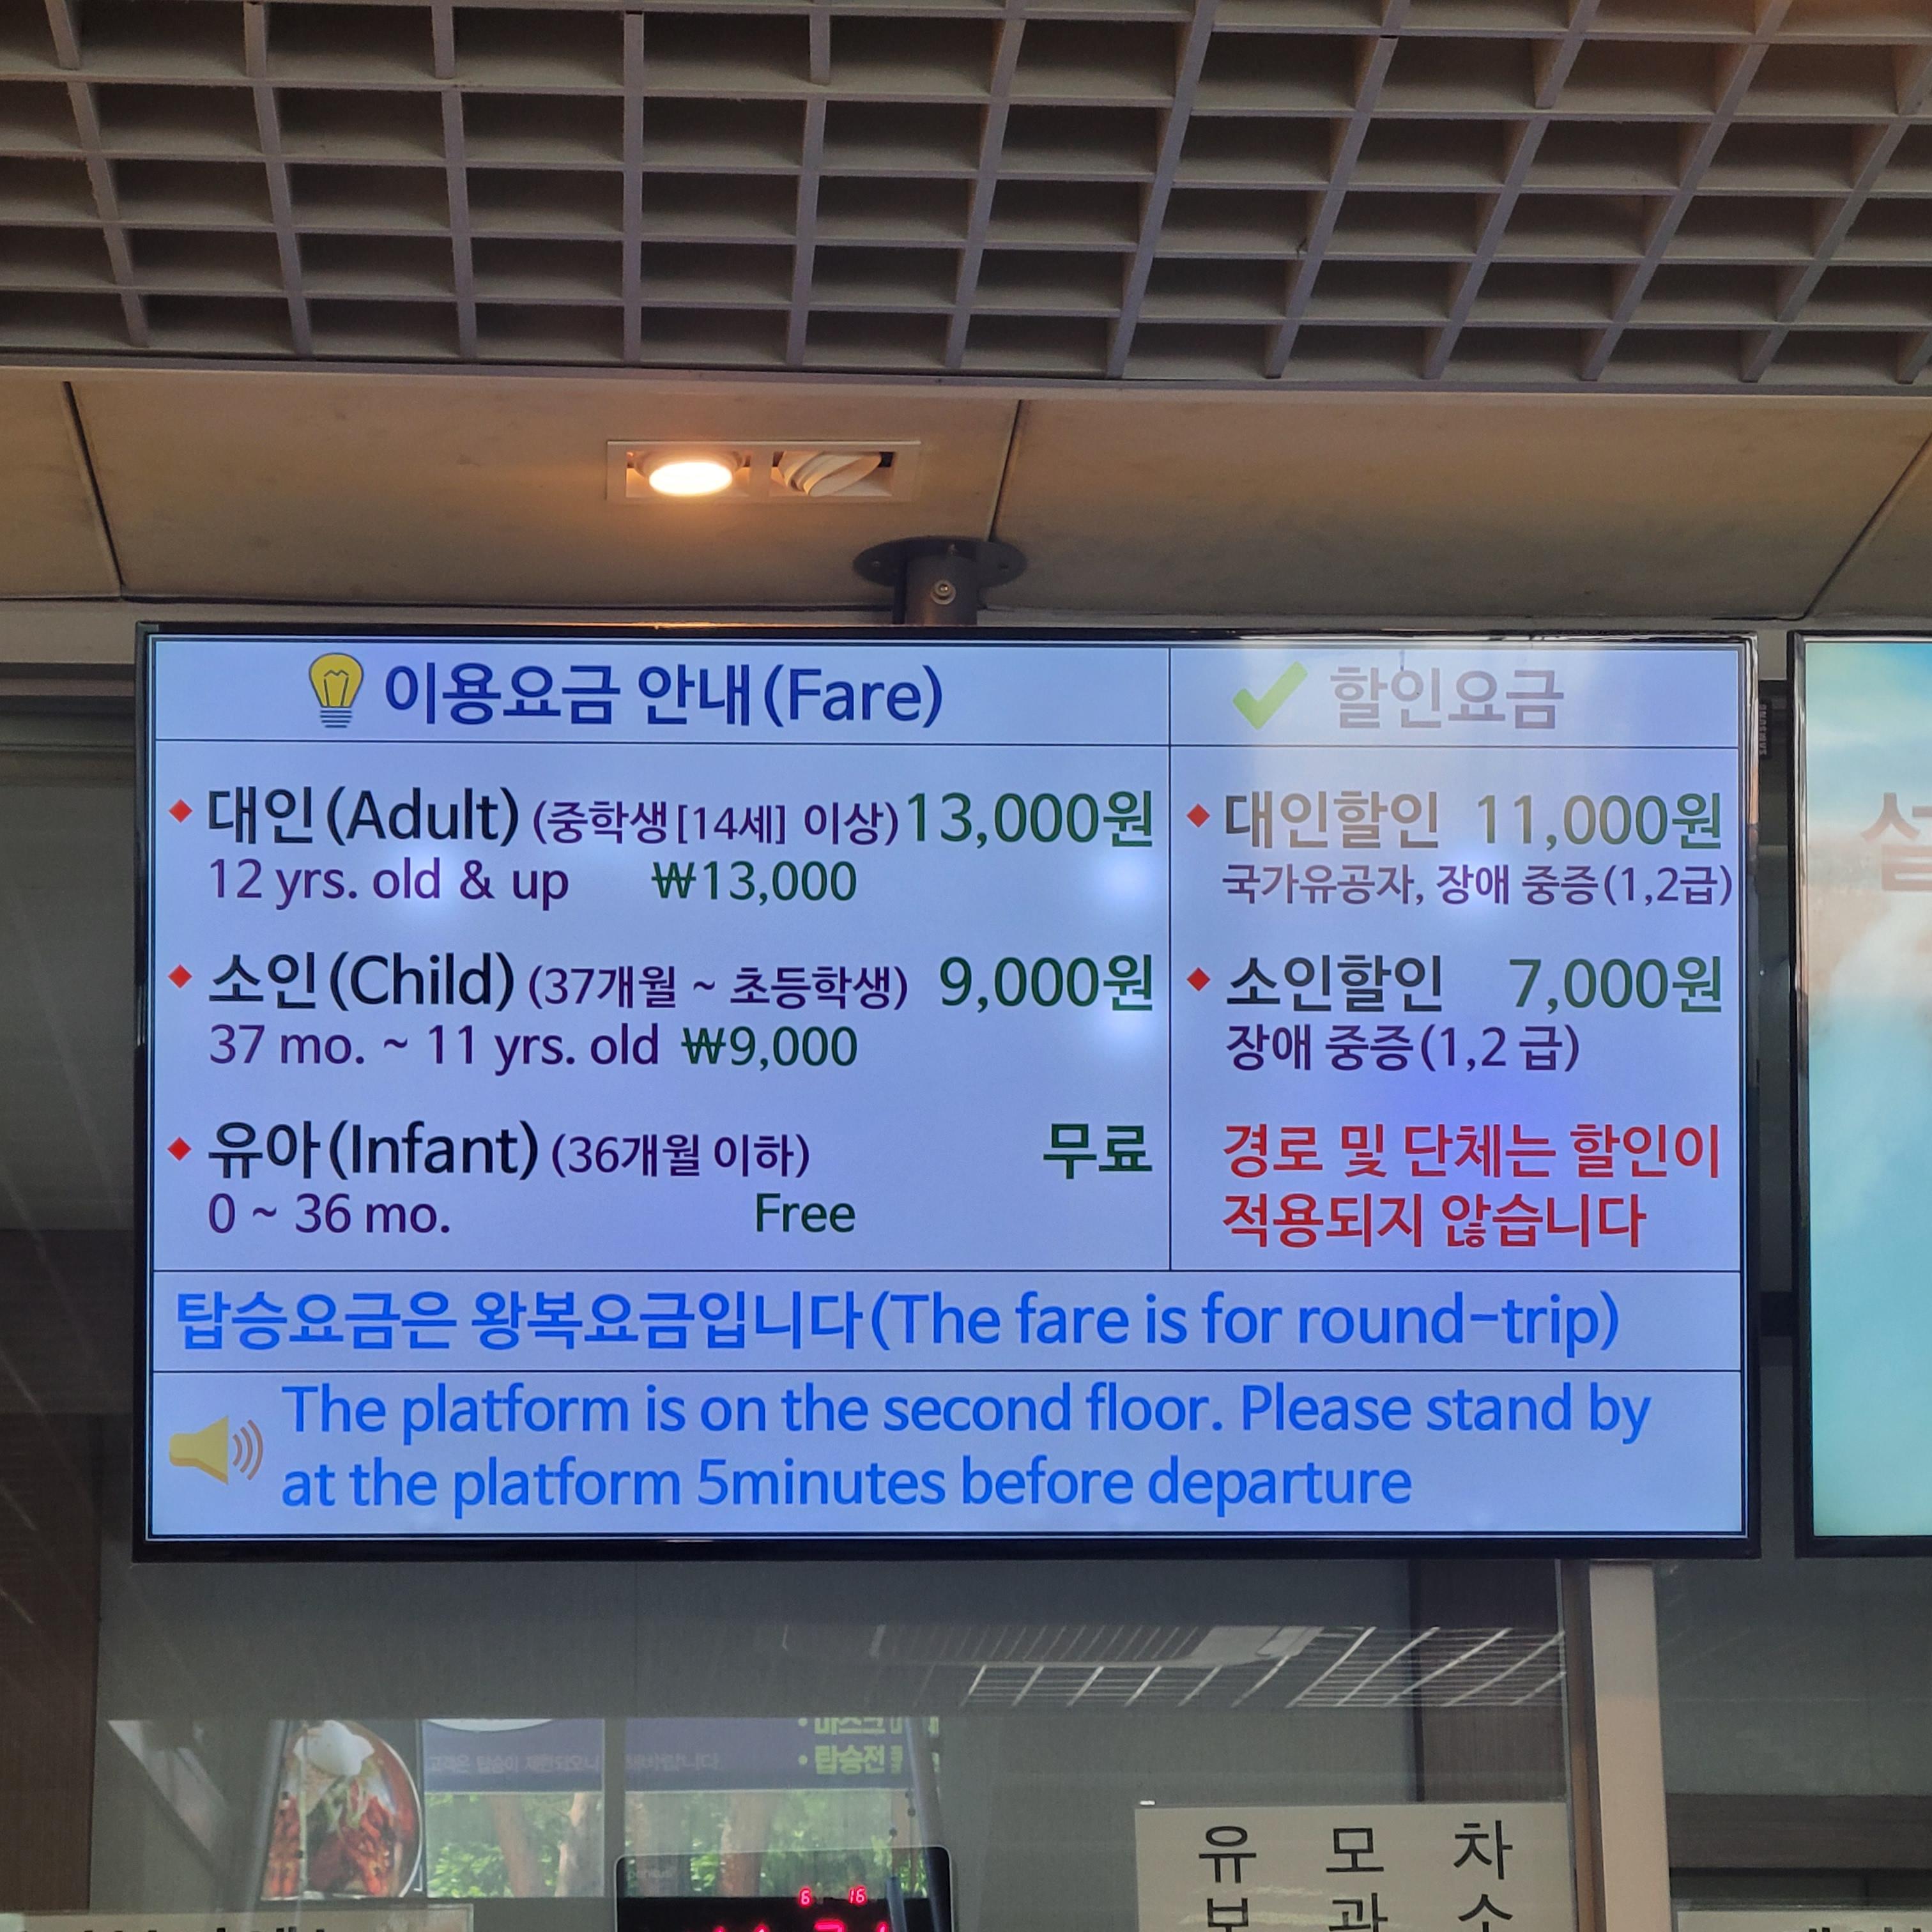 이용요금 안내(Fare)
대인(Adult) (중학생[14세] 이상) 13,000원
12 yrs. old & up ₩13,000
소인(Child) (37개월 ~ 초등학생) 9,000원
37 mo. ~ 11 yrs. old ₩9,000
유아(Infant) (36개월 이하) 무료
0 ~ 36 mo. Free
할인요금
대인할인 11,000원
국가유공자, 장애 중증(1,2급)
소인할인 7,000원
장애 중증(1,2 급)
경로 및 단체는 할인이
적용되지 않습니다
탑승요금은 왕복요금입니다(The fare is for round-trip)
The platform is on the second floor. Please stand by
at the platform 5minutes before departure
탑승전
6 16
유 모 차